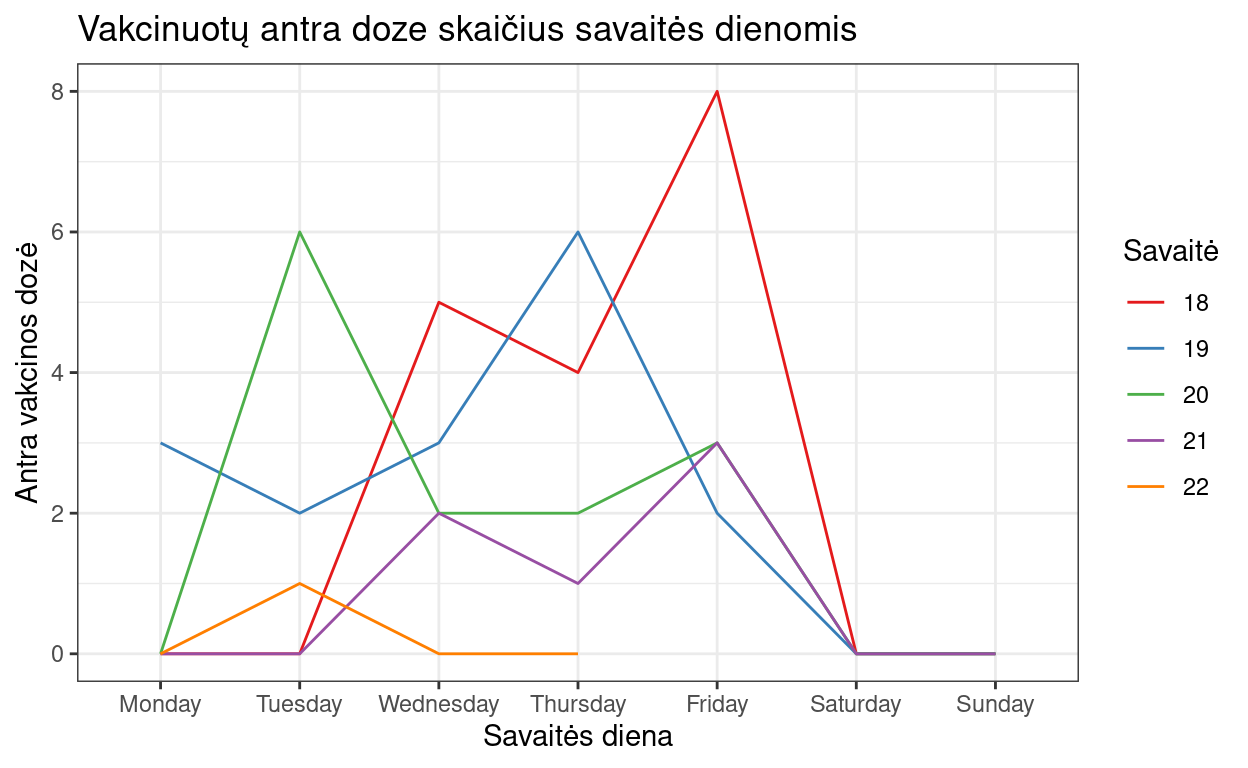 Vakcinuotų antra doze skaičius savaitės dienomis
Antra vakcinos dozė
8
6
4
2
0
Monday Tuesday Wednesday Thursday Friday Saturday Sunday
Savaitės diena
Savaitė
18
19
20
21
22